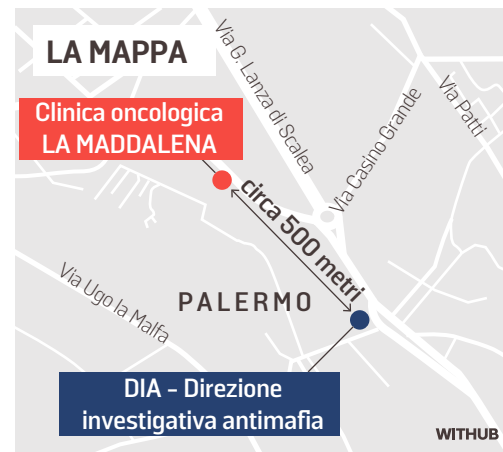 LA MAPPA
Clinica oncologica
LA MADDALENA
Via G. Lanza di Scalea
Via Casino Grande
Via Patti
circa 500 metri
Via Ugo la Malfa
PALERMO
DIA - Direzione
investigativa antimafia
WITHUB